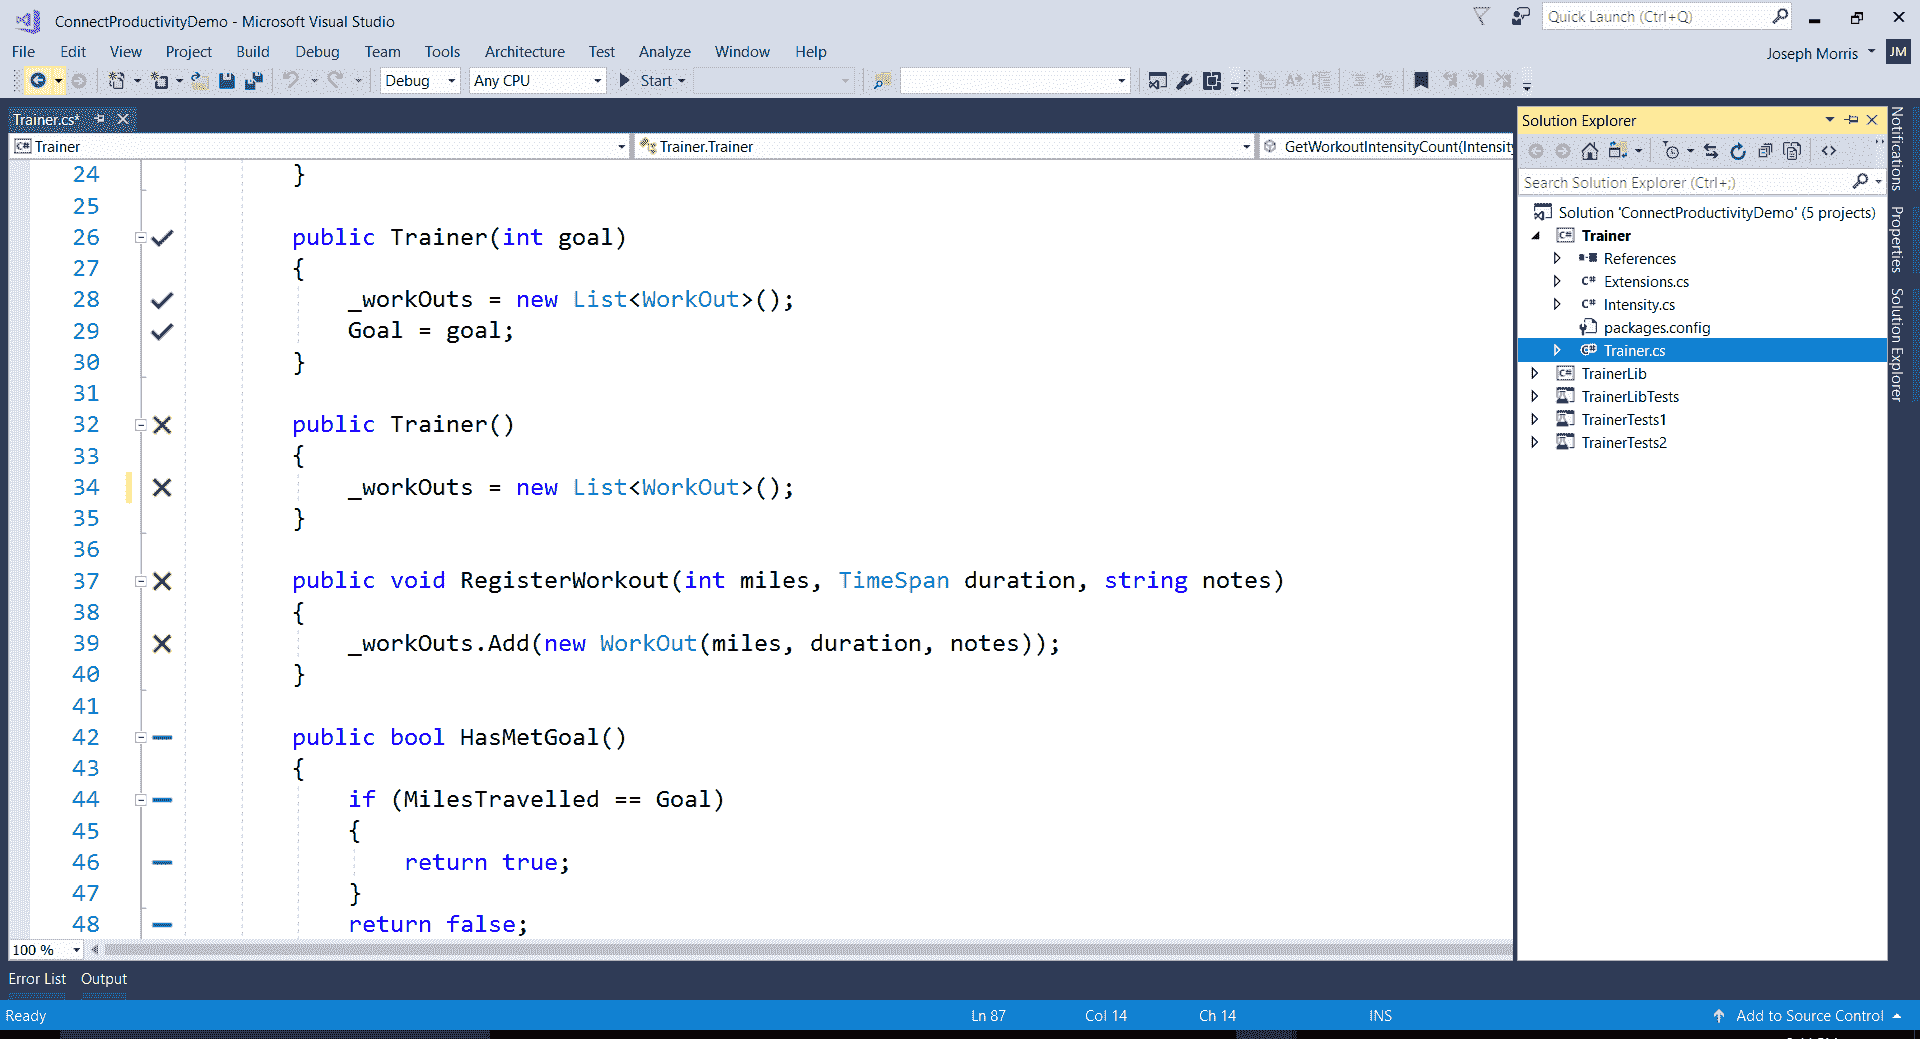 ConnectProductivityDemo - Microsoft Visual Studio
Quick Launch (Ctrl+Q)
File Edit View Project Build Debug Team Tools Architecture Test Analyze Window Help
Joseph Morris JM
Debug Any CPU Start
Trainer.cs*
C# Trainer Trainer.Trainer GetWorkoutIntensityCount(Intensity
24 }
25
26 public Trainer(int goal)
27 {
28 _workOuts = new List<WorkOut>();
29 Goal = goal;
30 }
31
32 public Trainer()
33 {
34 _workOuts = new List<WorkOut>();
35 }
36
37 public void RegisterWorkout(int miles, TimeSpan duration, string notes)
38 {
39 _workOuts.Add(new WorkOut(miles, duration, notes));
40 }
41
42 public bool HasMetGoal()
43 {
44 if (MilesTravelled == Goal)
45 {
46 return true;
47 }
48 return false;
100 %
Solution Explorer
Search Solution Explorer (Ctrl+;)
Solution 'ConnectProductivityDemo' (5 projects)
C# Trainer
References
C# Extensions.cs
C# Intensity.cs
packages.config
C# Trainer.cs
C# TrainerLib
TrainerLibTests
TrainerTests1
TrainerTests2
Notifications
Properties
Solution Explorer
Error List Output
Ready Ln 87 Col 14 Ch 14 INS Add to Source Control